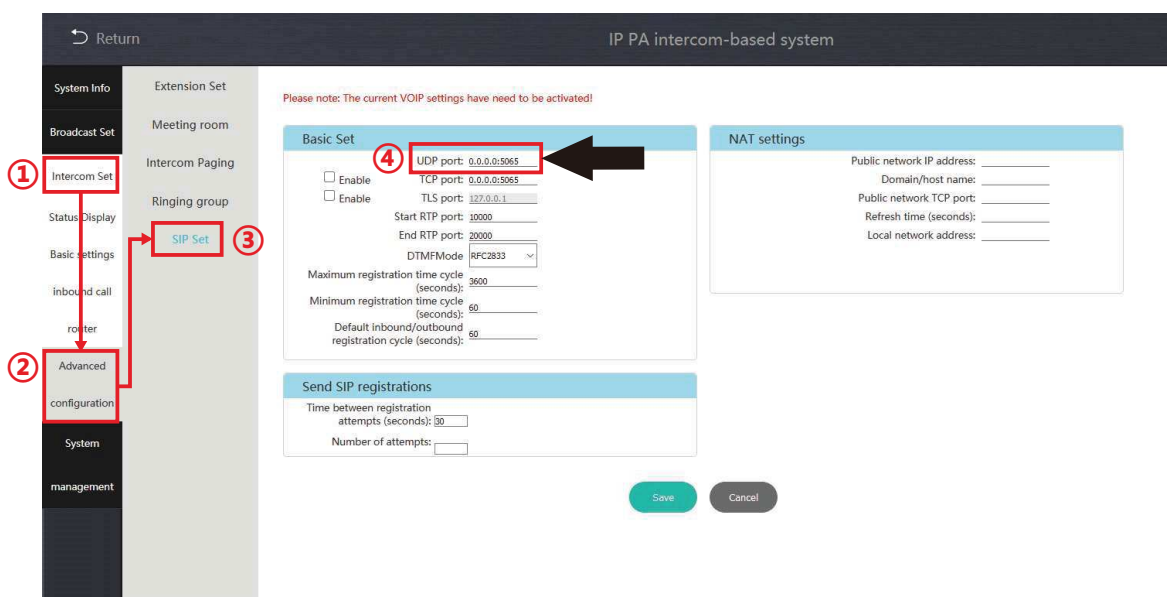 Return
IP PA intercom-based system
System Info
Broadcast Set
① Intercom Set
Status Display
Basic settings
inbound call
router
② Advanced
configuration
System
management
Extension Set
Meeting room
Intercom Paging
Ringing group
SIP Set ③
Please note: The current VOIP settings have need to be activated!
Basic Set
④ UDP port: 0.0.0.0:5065
Enable TCP port: 0.0.0.0:5065
Enable TLS port: 127.0.0.1
Start RTP port: 10000
End RTP port: 20000
DTMFMode RFC2833
Maximum registration time cycle
(seconds): 3600
Minimum registration time cycle
(seconds): 60
Default inbound/outbound
registration cycle (seconds): 60
NAT settings
Public network IP address:
Domain/host name:
Public network TCP port:
Refresh time (seconds):
Local network address:
Send SIP registrations
Time between registration
attempts (seconds): 30
Number of attempts:
Save
Cancel